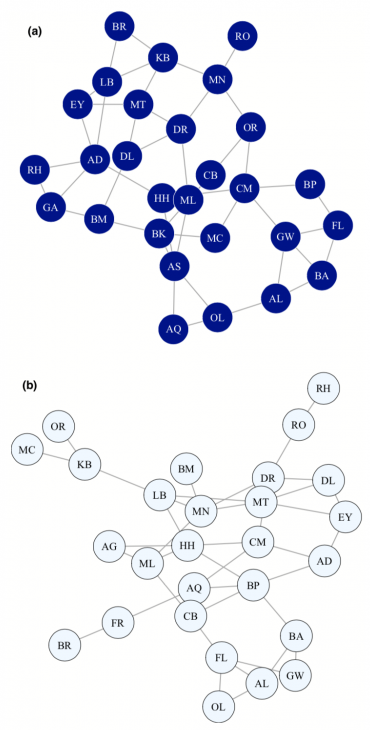 (a)
BR
RO
KB
MN
LB
EY
MT
DR
OR
AD
DL
RH
CB
BP
GA
HH
ML
CM
BM
FL
BK
MC
GW
AS
BA
AL
OL
AQ
(b)
RH
OR
RO
MC
KB
BM
DR
DL
LB
MT
MN
EY
AG
HH
CM
ML
AD
AQ
BP
CB
FR
BR
BA
FL
GW
AL
OL